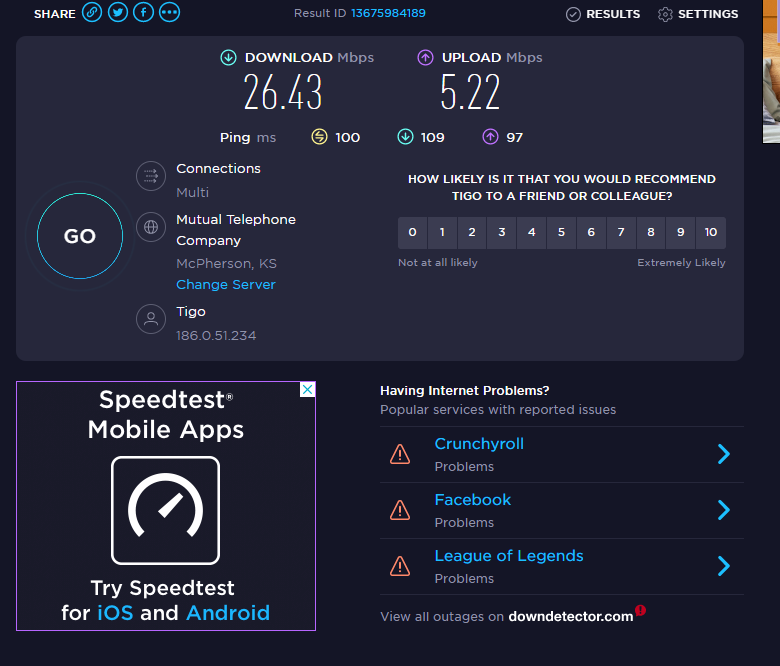 SHARE
Result ID 13675984189
RESULTS
SETTINGS
DOWNLOAD Mbps
26.43
UPLOAD Mbps
5.22
Ping ms
100
109
97
GO
Connections
Multi
Mutual Telephone
Company
McPherson, KS
Change Server
Tigo
186.0.51.234
HOW LIKELY IS IT THAT YOU WOULD RECOMMEND
TIGO TO A FRIEND OR COLLEAGUE?
0 1 2 3 4 5 6 7 8 9 10
Not at all likely
Extremely Likely
Speedtest®
Mobile Apps
Try Speedtest
for iOS and Android
Having Internet Problems?
Popular services with reported issues
Crunchyroll
Problems
Facebook
Problems
League of Legends
Problems
View all outages on downdetector.com